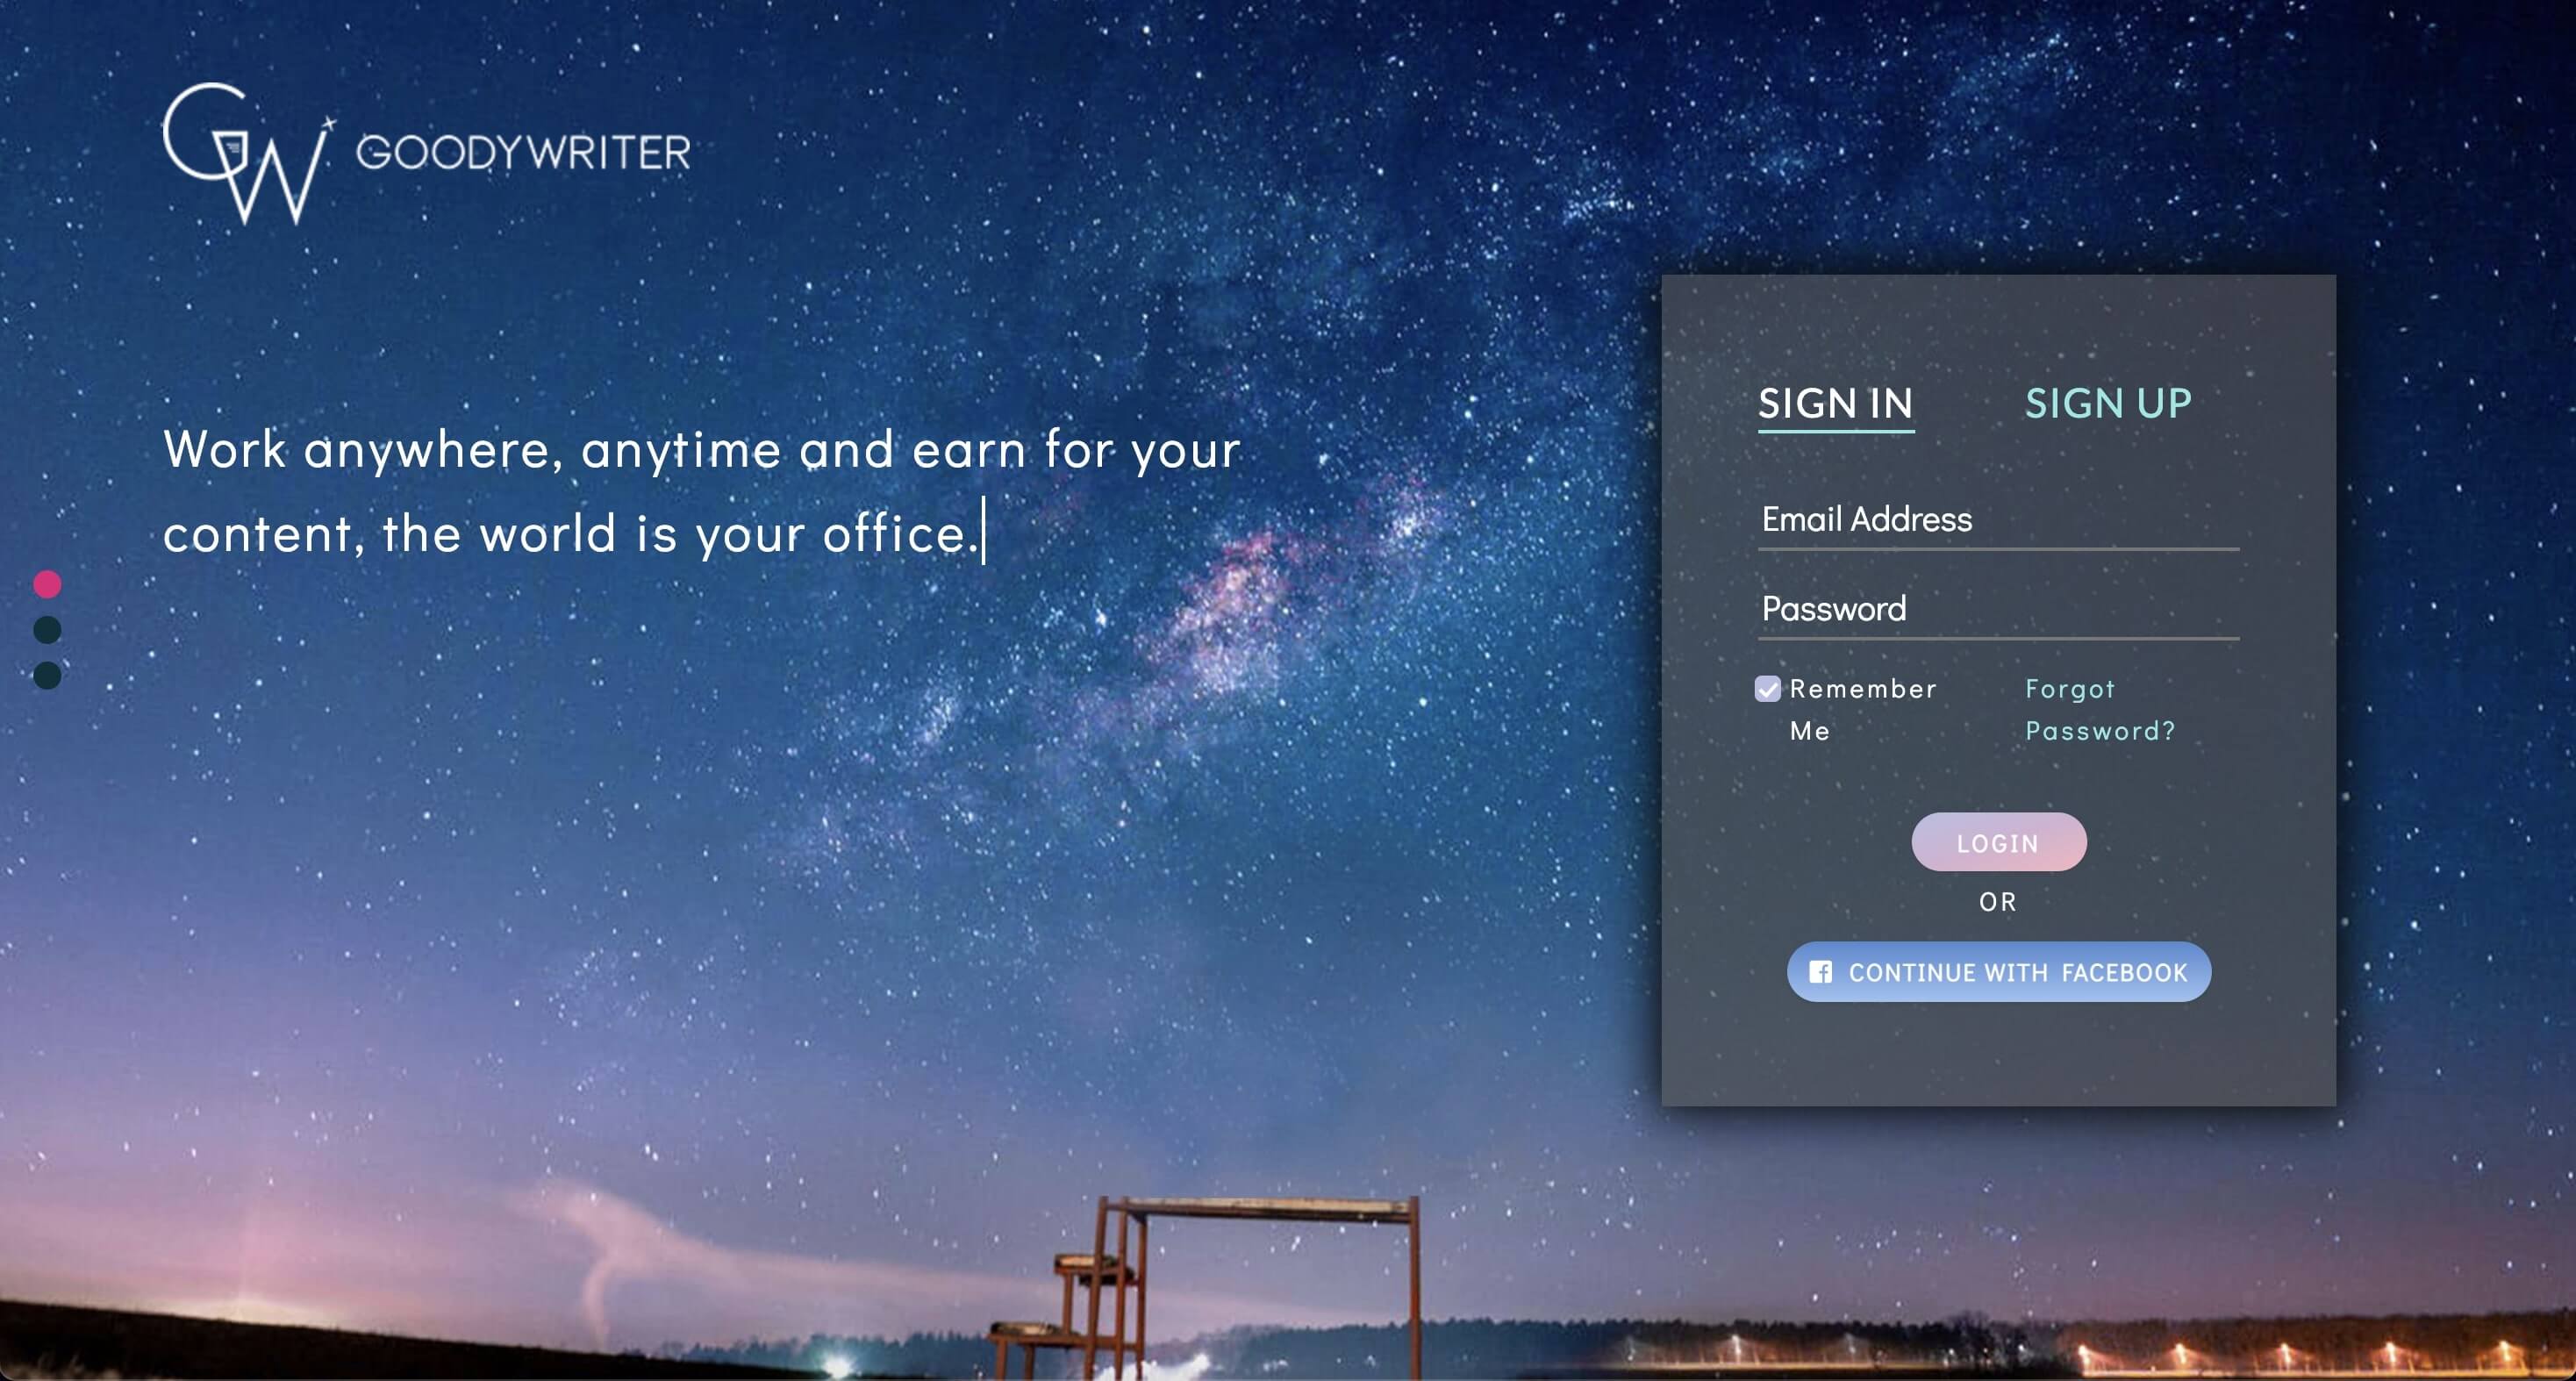 GW GOODYWRITER
Work anywhere, anytime and earn for your
content, the world is your office.
SIGN IN SIGN UP
Email Address
Password
Remember
Me
Forgot
Password?
LOGIN
OR
CONTINUE WITH FACEBOOK